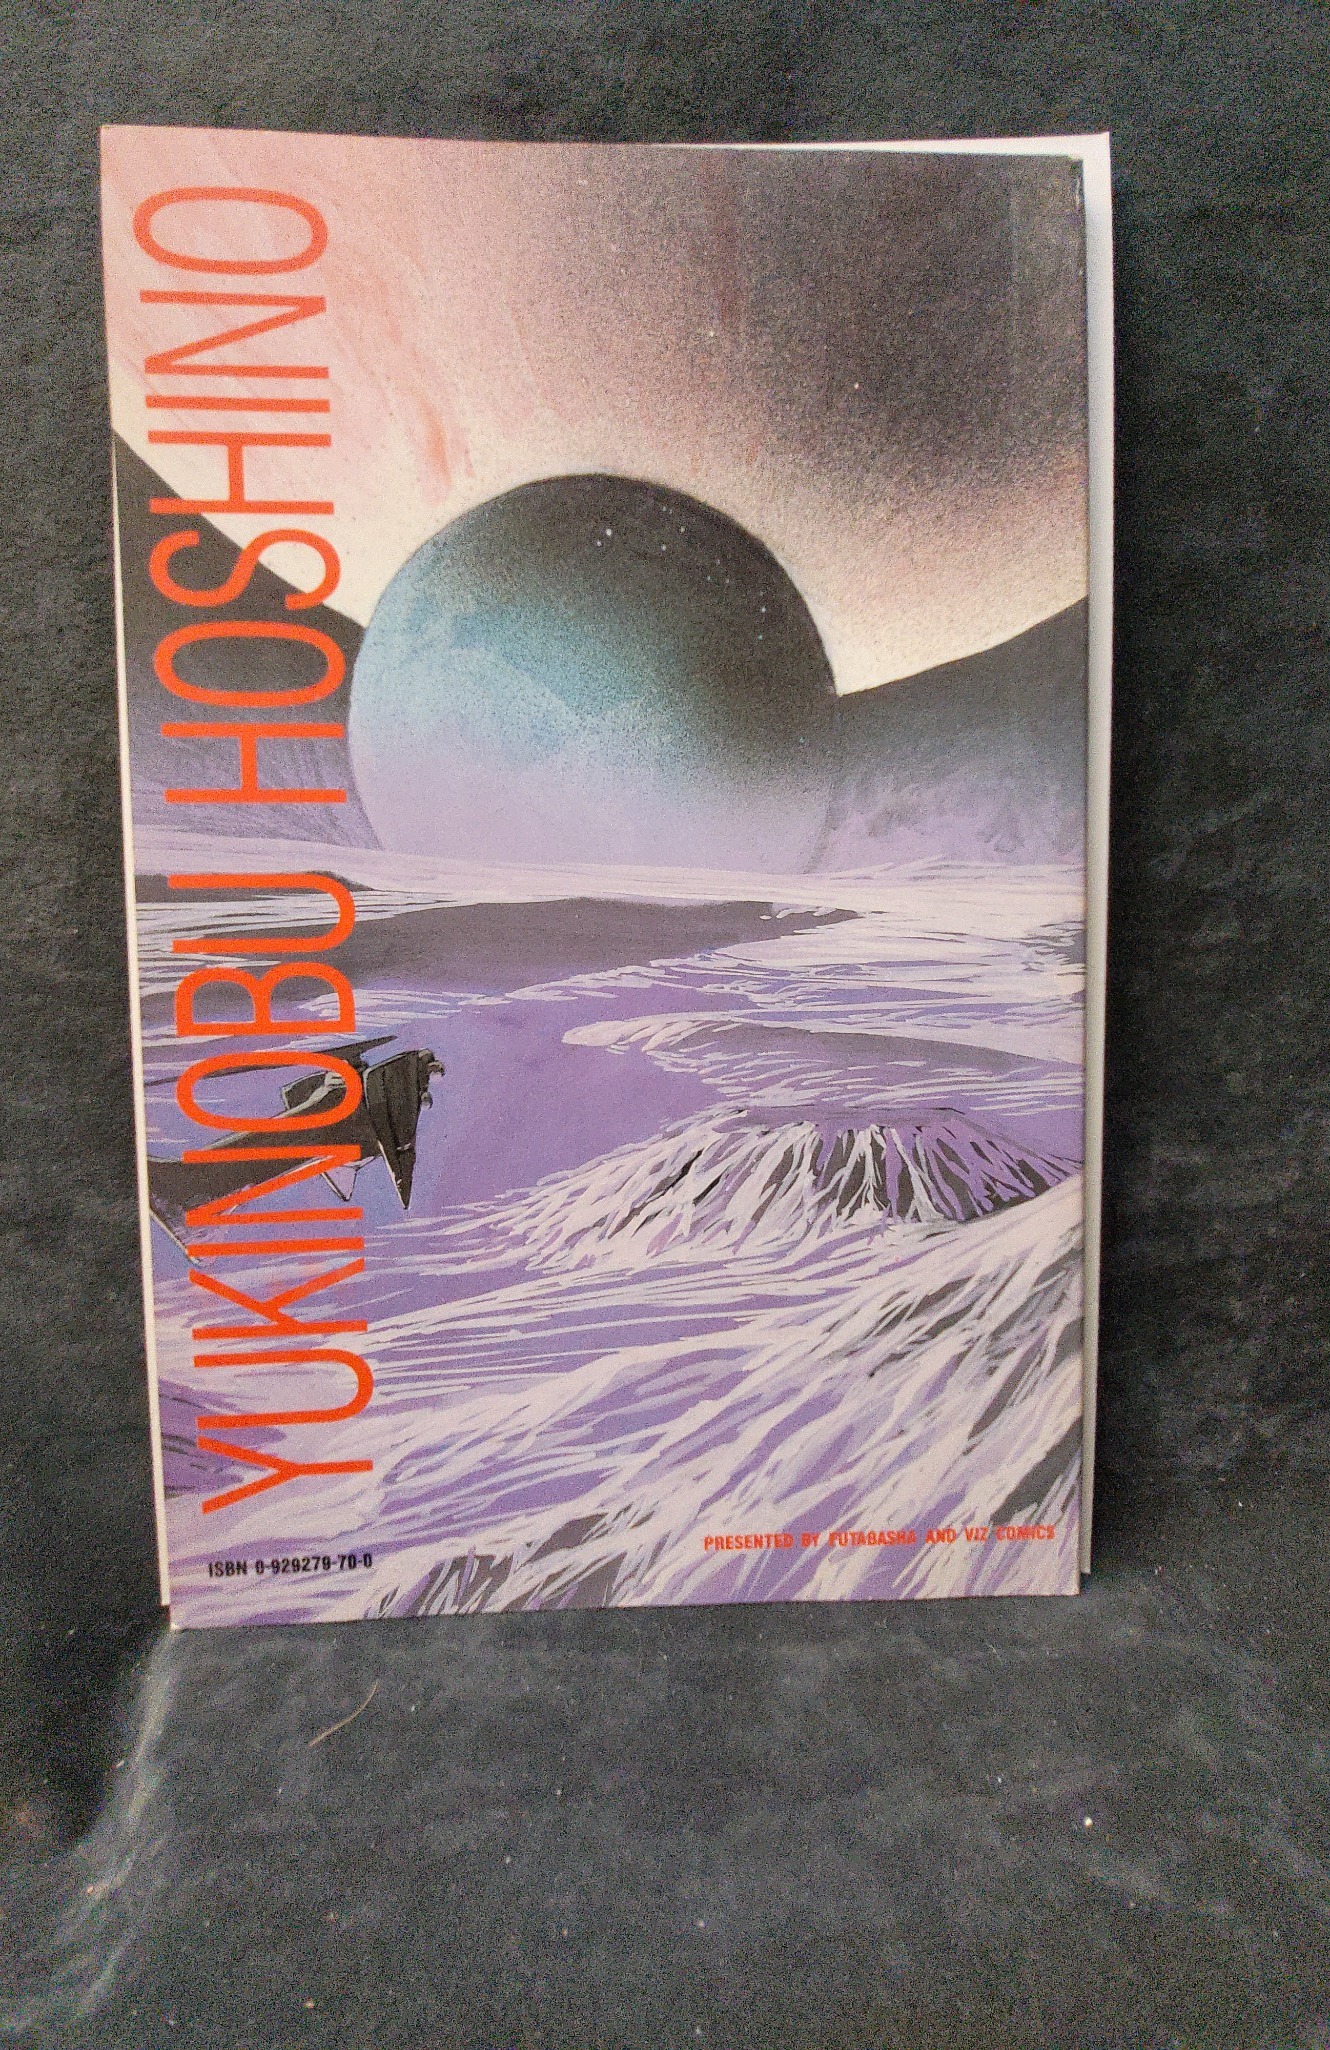 YUKINOBU HOSHINO
ISBN 0-929279-70-0
PRESENTED BY FUTABASHA AND VIZ COMICS